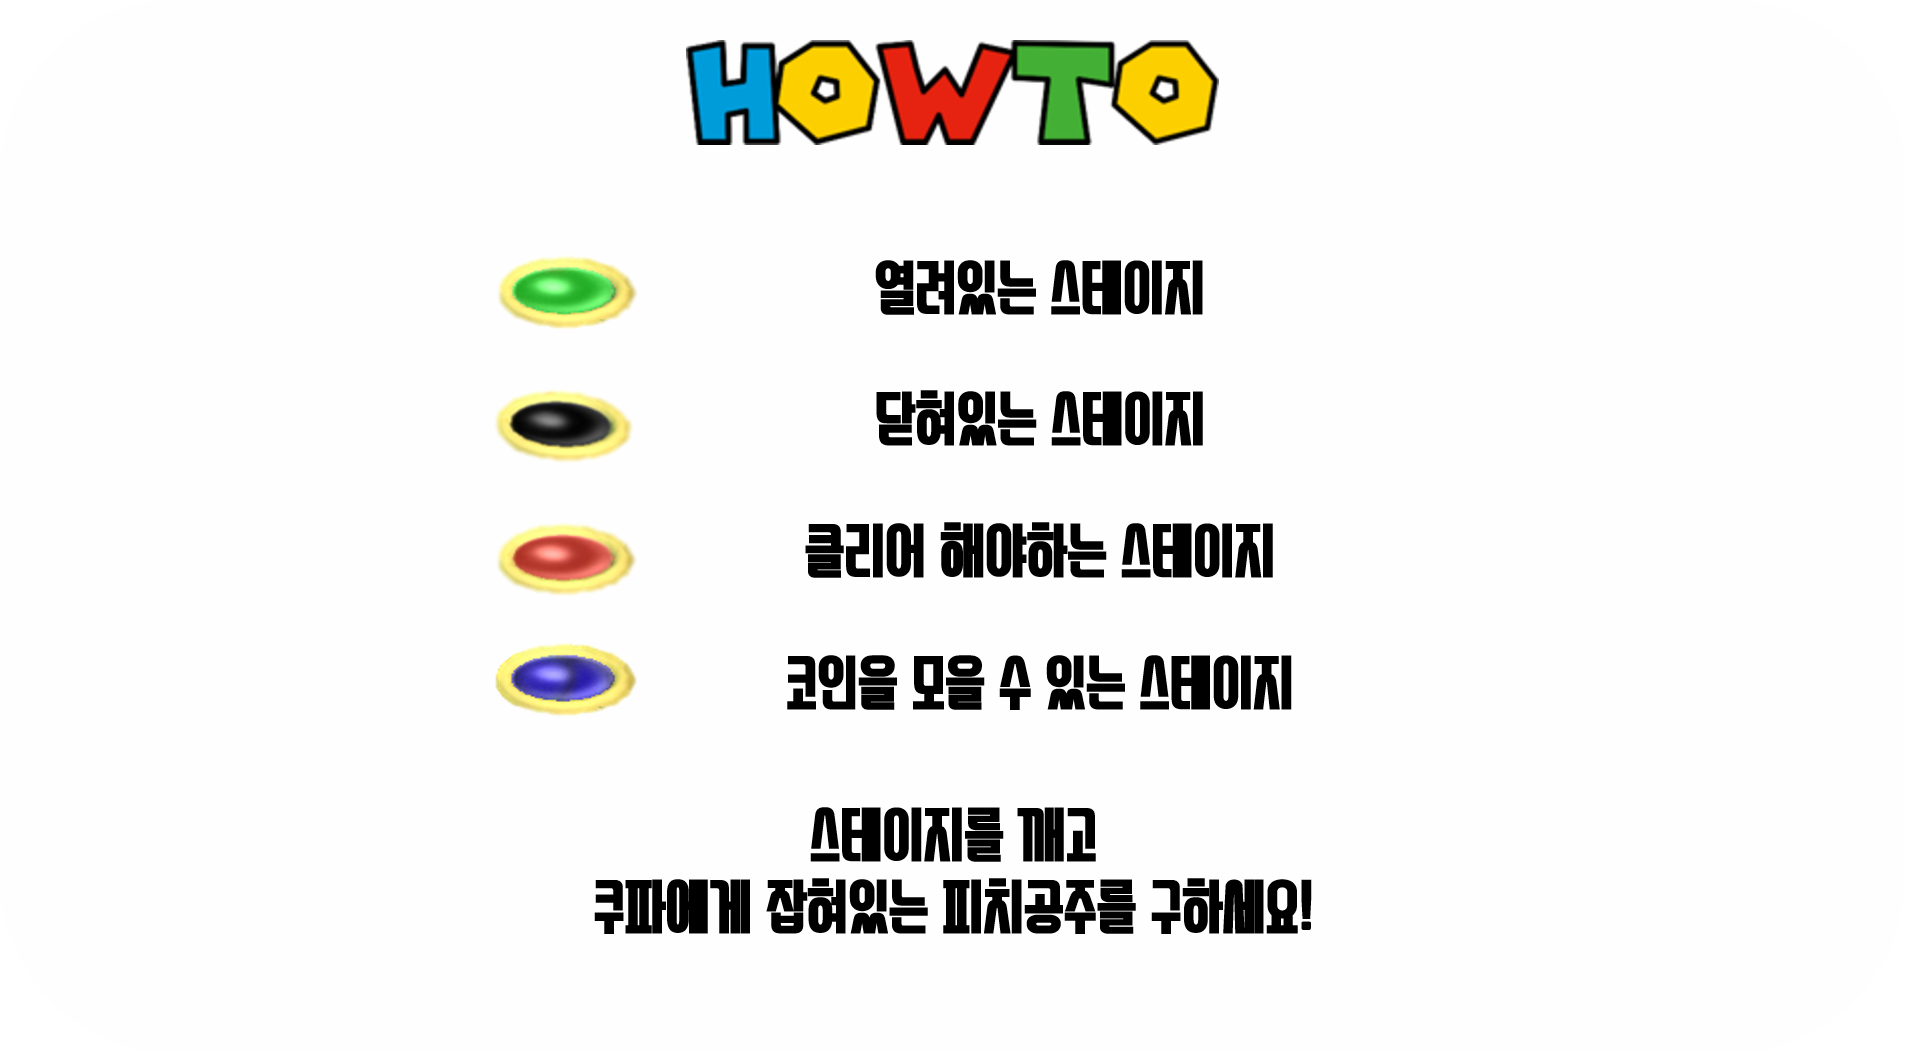 HOWTO
열려있는 스테이지
닫혀있는 스테이지
클리어 해야하는 스테이지
코인을 모을 수 있는 스테이지
스테이지를 깨고
쿠파에게 잡혀있는 피치공주를 구하세요!